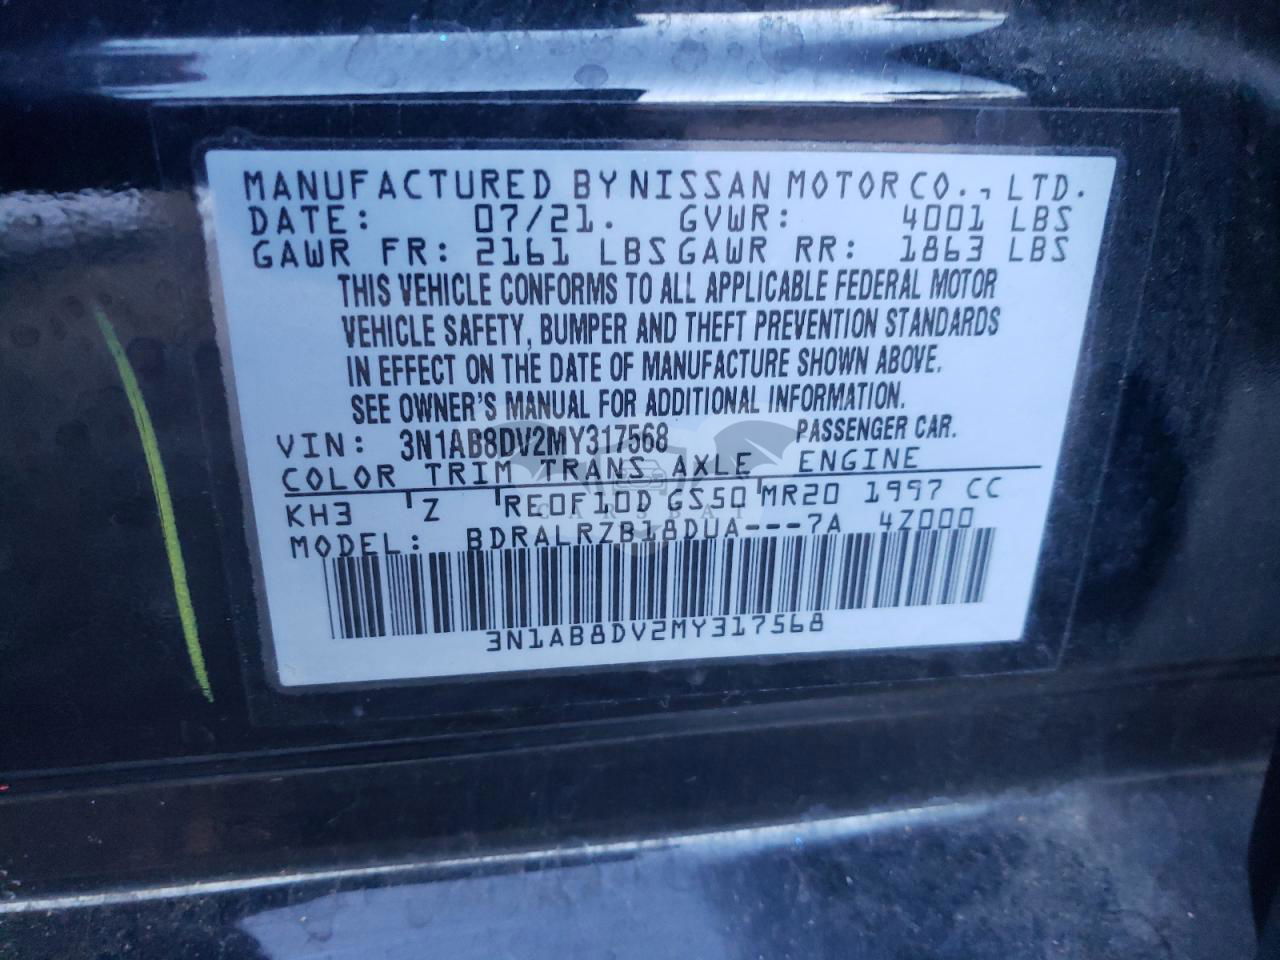 MANUFACTURED BY NISSAN MOTOR CO., LTD.
DATE: 07/21. GVWR: 4001 LBS
GAWR FR: 2161 LBS GAWR RR: 1863 LBS
THIS VEHICLE CONFORMS TO ALL APPLICABLE FEDERAL MOTOR
VEHICLE SAFETY, BUMPER AND THEFT PREVENTION STANDARDS
IN EFFECT ON THE DATE OF MANUFACTURE SHOWN ABOVE.
SEE OWNER'S MANUAL FOR ADDITIONAL INFORMATION.
VIN: 3N1AB8DV2MY317568 PASSENGER CAR.
COLOR TRIM TRANS AXLE ENGINE
KH3 Z RE0F10D GS50 MR20 1997 CC
CARSBAT
MODEL: BDRALRZB18DUA---7A 4Z000
3N1AB8DV2MY317568